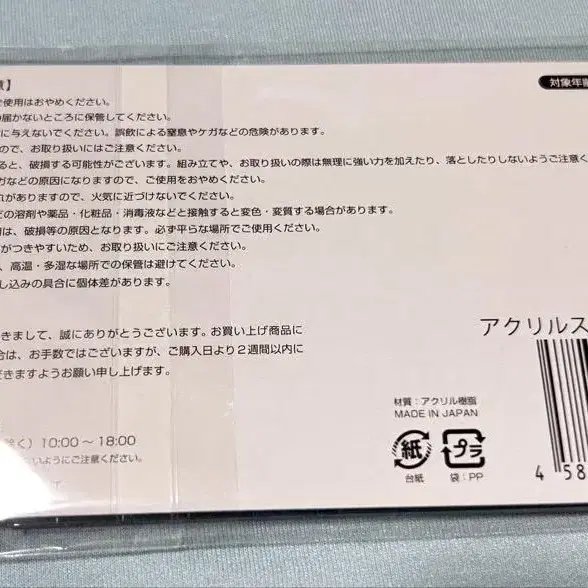 意】
対象年齢
ご使用はおやめください。
の届かないところに保管してください。
に与えないでください。誤飲による窒息やケガなどの危険があります。
ので、お取り扱いにはご注意ください。
ると、破損する可能性がございます。組み立てや、お取り扱いの際は無理に強い力を加えたり、落としたりしないようご注意く
ガなどの原因になりますので、ご使用をおやめください。
れがありますので、火気に近づけないでください。
どの溶剤や薬品・化粧品・消毒液などと接触すると変色・変質する場合があります。
用は、破損等の原因となります。必ず平らな場所でご使用ください。
がつきやすいため、お取り扱いにご注意ください。
、高温・多湿な場所での保管は避けてください。
し込みの具合に個体差があります。
きまして、誠にありがとうございます。お買い上げ商品に
合は、お手数ではございますが、ご購入日より2週間以内に
だきますようお願い申し上げます。
アクリルス
材質:アクリル樹脂
MADE IN JAPAN
紙
プラ
台紙
袋:PP
除く) 10:00～18:00
ないようにご注意ください。
4 58